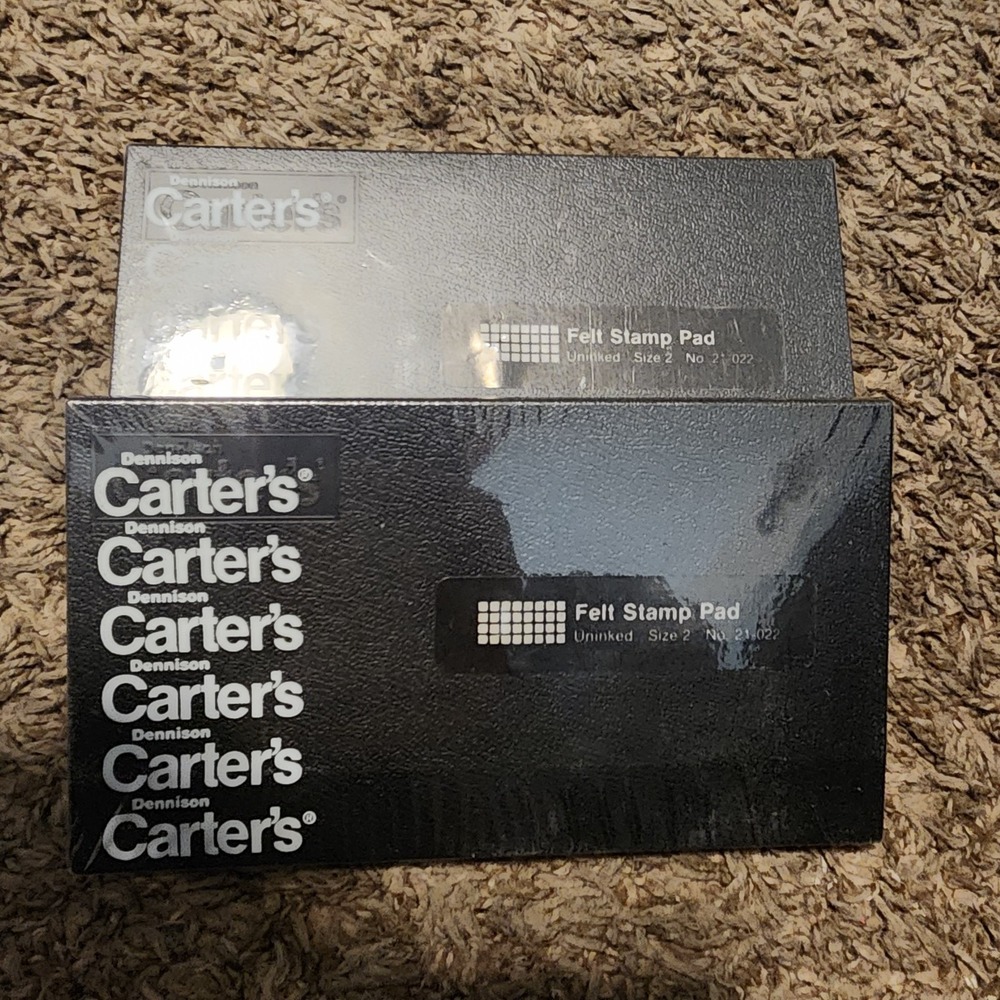 Dennison
Carter's
Felt Stamp Pad
Uninked Size 2 No. 21-022
Dennison
Carter's®
Dennison
Carter's
Dennison
Carter's
Dennison
Carter's
Dennison
Carter's
Dennison
Carter's®
Felt Stamp Pad
Uninked Size 2 No. 21-022